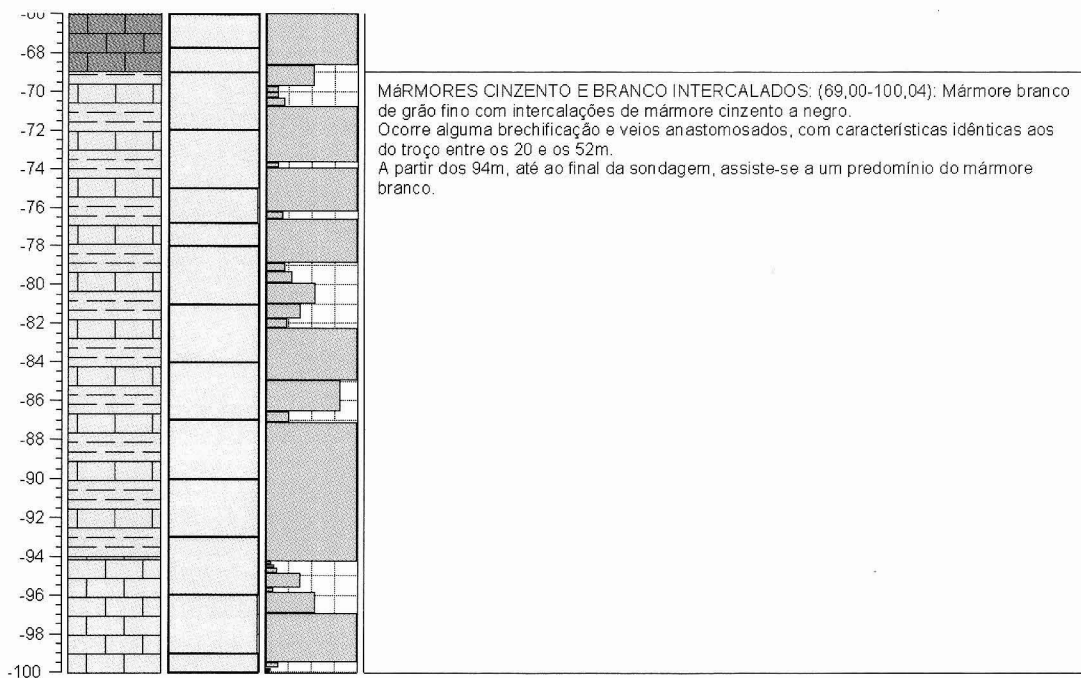 -68
-70
-72
-74
-76
-78
-80
-82
-84
-86
-88
-90
-92
-94
-96
-98
-100
MáRMORES CINZENTO E BRANCO INTERCALADOS: (69,00-100,04): Mármore branco
de grão fino com intercalações de mármore cinzento a negro.
Ocorre alguma brechificação e veios anastomosados, com características idênticas aos
do troço entre os 20 e os 52m.
A partir dos 94m, até ao final da sondagem, assiste-se a um predomínio do mármore
branco.